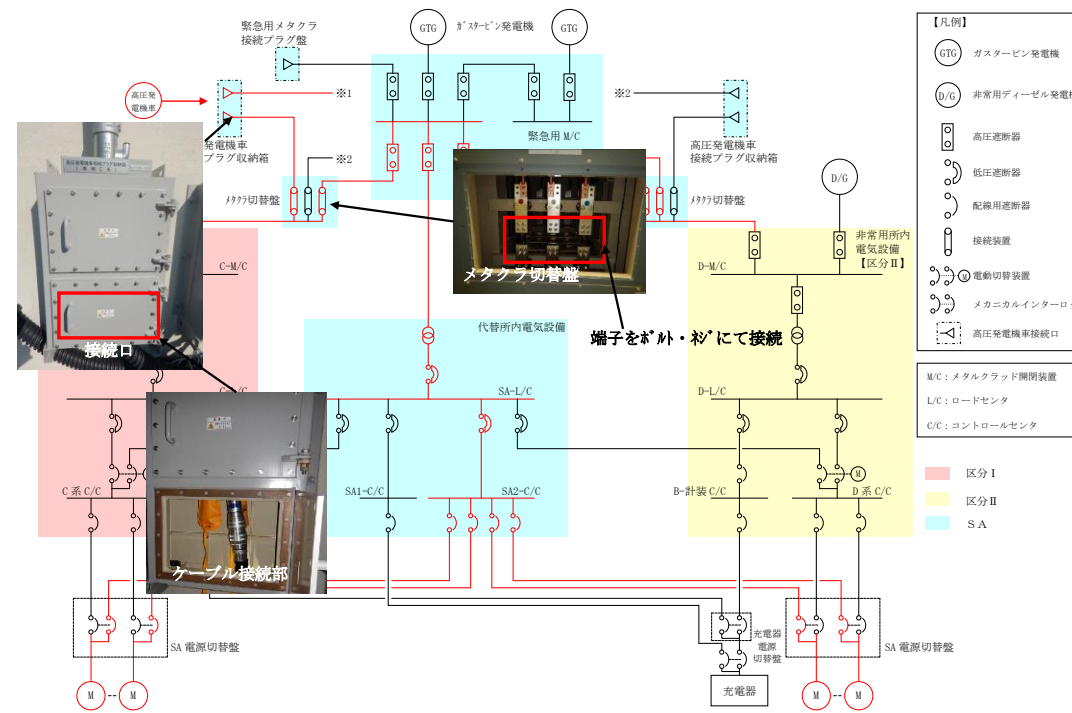 緊急用メタクラ
接続プラグ盤
GTG
ガスタービン発電機
GTG
高圧発
電機車
※1
※2
緊急用 M/C
※2
発電機車
プラグ収納箱
高圧発電機車
接続プラグ収納箱
メタクラ切替盤
メタクラ切替盤
D/G
非常用所内
電気設備
【区分Ⅱ】
C-M/C
D-M/C
メタクラ切替盤
接続口
端子をボルト・ネジにて接続
代替所内電気設備
C-L/C
SA-L/C
D-L/C
M
M
C 系 C/C
SA1-C/C
SA2-C/C
B-計装 C/C
D 系 C/C
ケーブル接続部
SA 電源切替盤
充電器
電源
切替盤
SA 電源切替盤
M
M
充電器
M
M
【凡例】
GTG
ガスタービン発電機
D/G
非常用ディーゼル発電機
高圧遮断器
低圧遮断器
配線用遮断器
接続装置
M
電動切替装置
メカニカルインターロッ
高圧発電機車接続口
M/C：メタルクラッド開閉装置
L/C：ロードセンタ
C/C：コントロールセンタ
区分Ⅰ
区分Ⅱ
ＳＡ